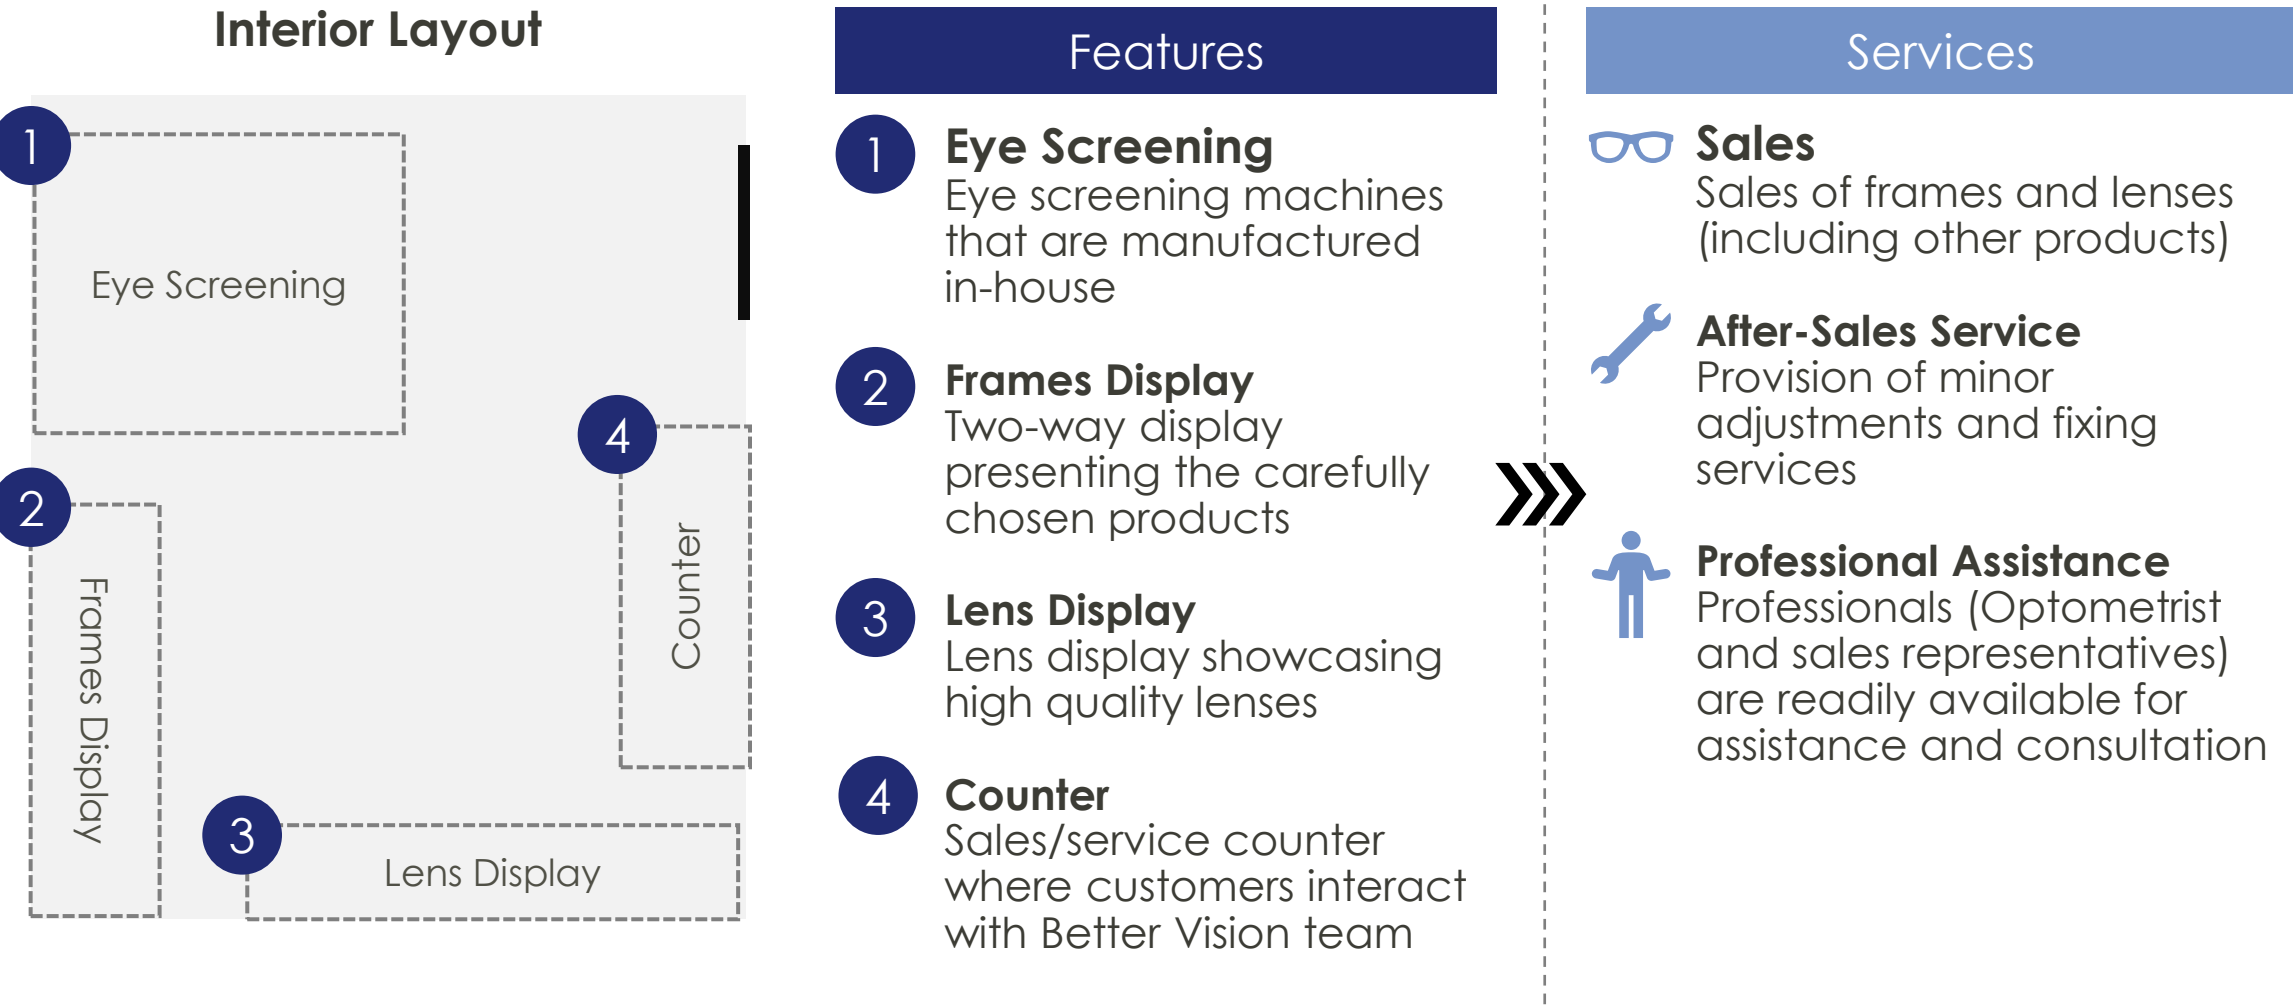 Interior Layout
1
Eye Screening
2
Frames Display
3
Lens Display
4
Counter
Features
1
Eye Screening
Eye screening machines
that are manufactured
in-house
2
Frames Display
Two-way display
presenting the carefully
chosen products
3
Lens Display
Lens display showcasing
high quality lenses
4
Counter
Sales/service counter
where customers interact
with Better Vision team
Services
Sales
Sales of frames and lenses
(including other products)
After-Sales Service
Provision of minor
adjustments and fixing
services
Professional Assistance
Professionals (Optometrist
and sales representatives)
are readily available for
assistance and consultation